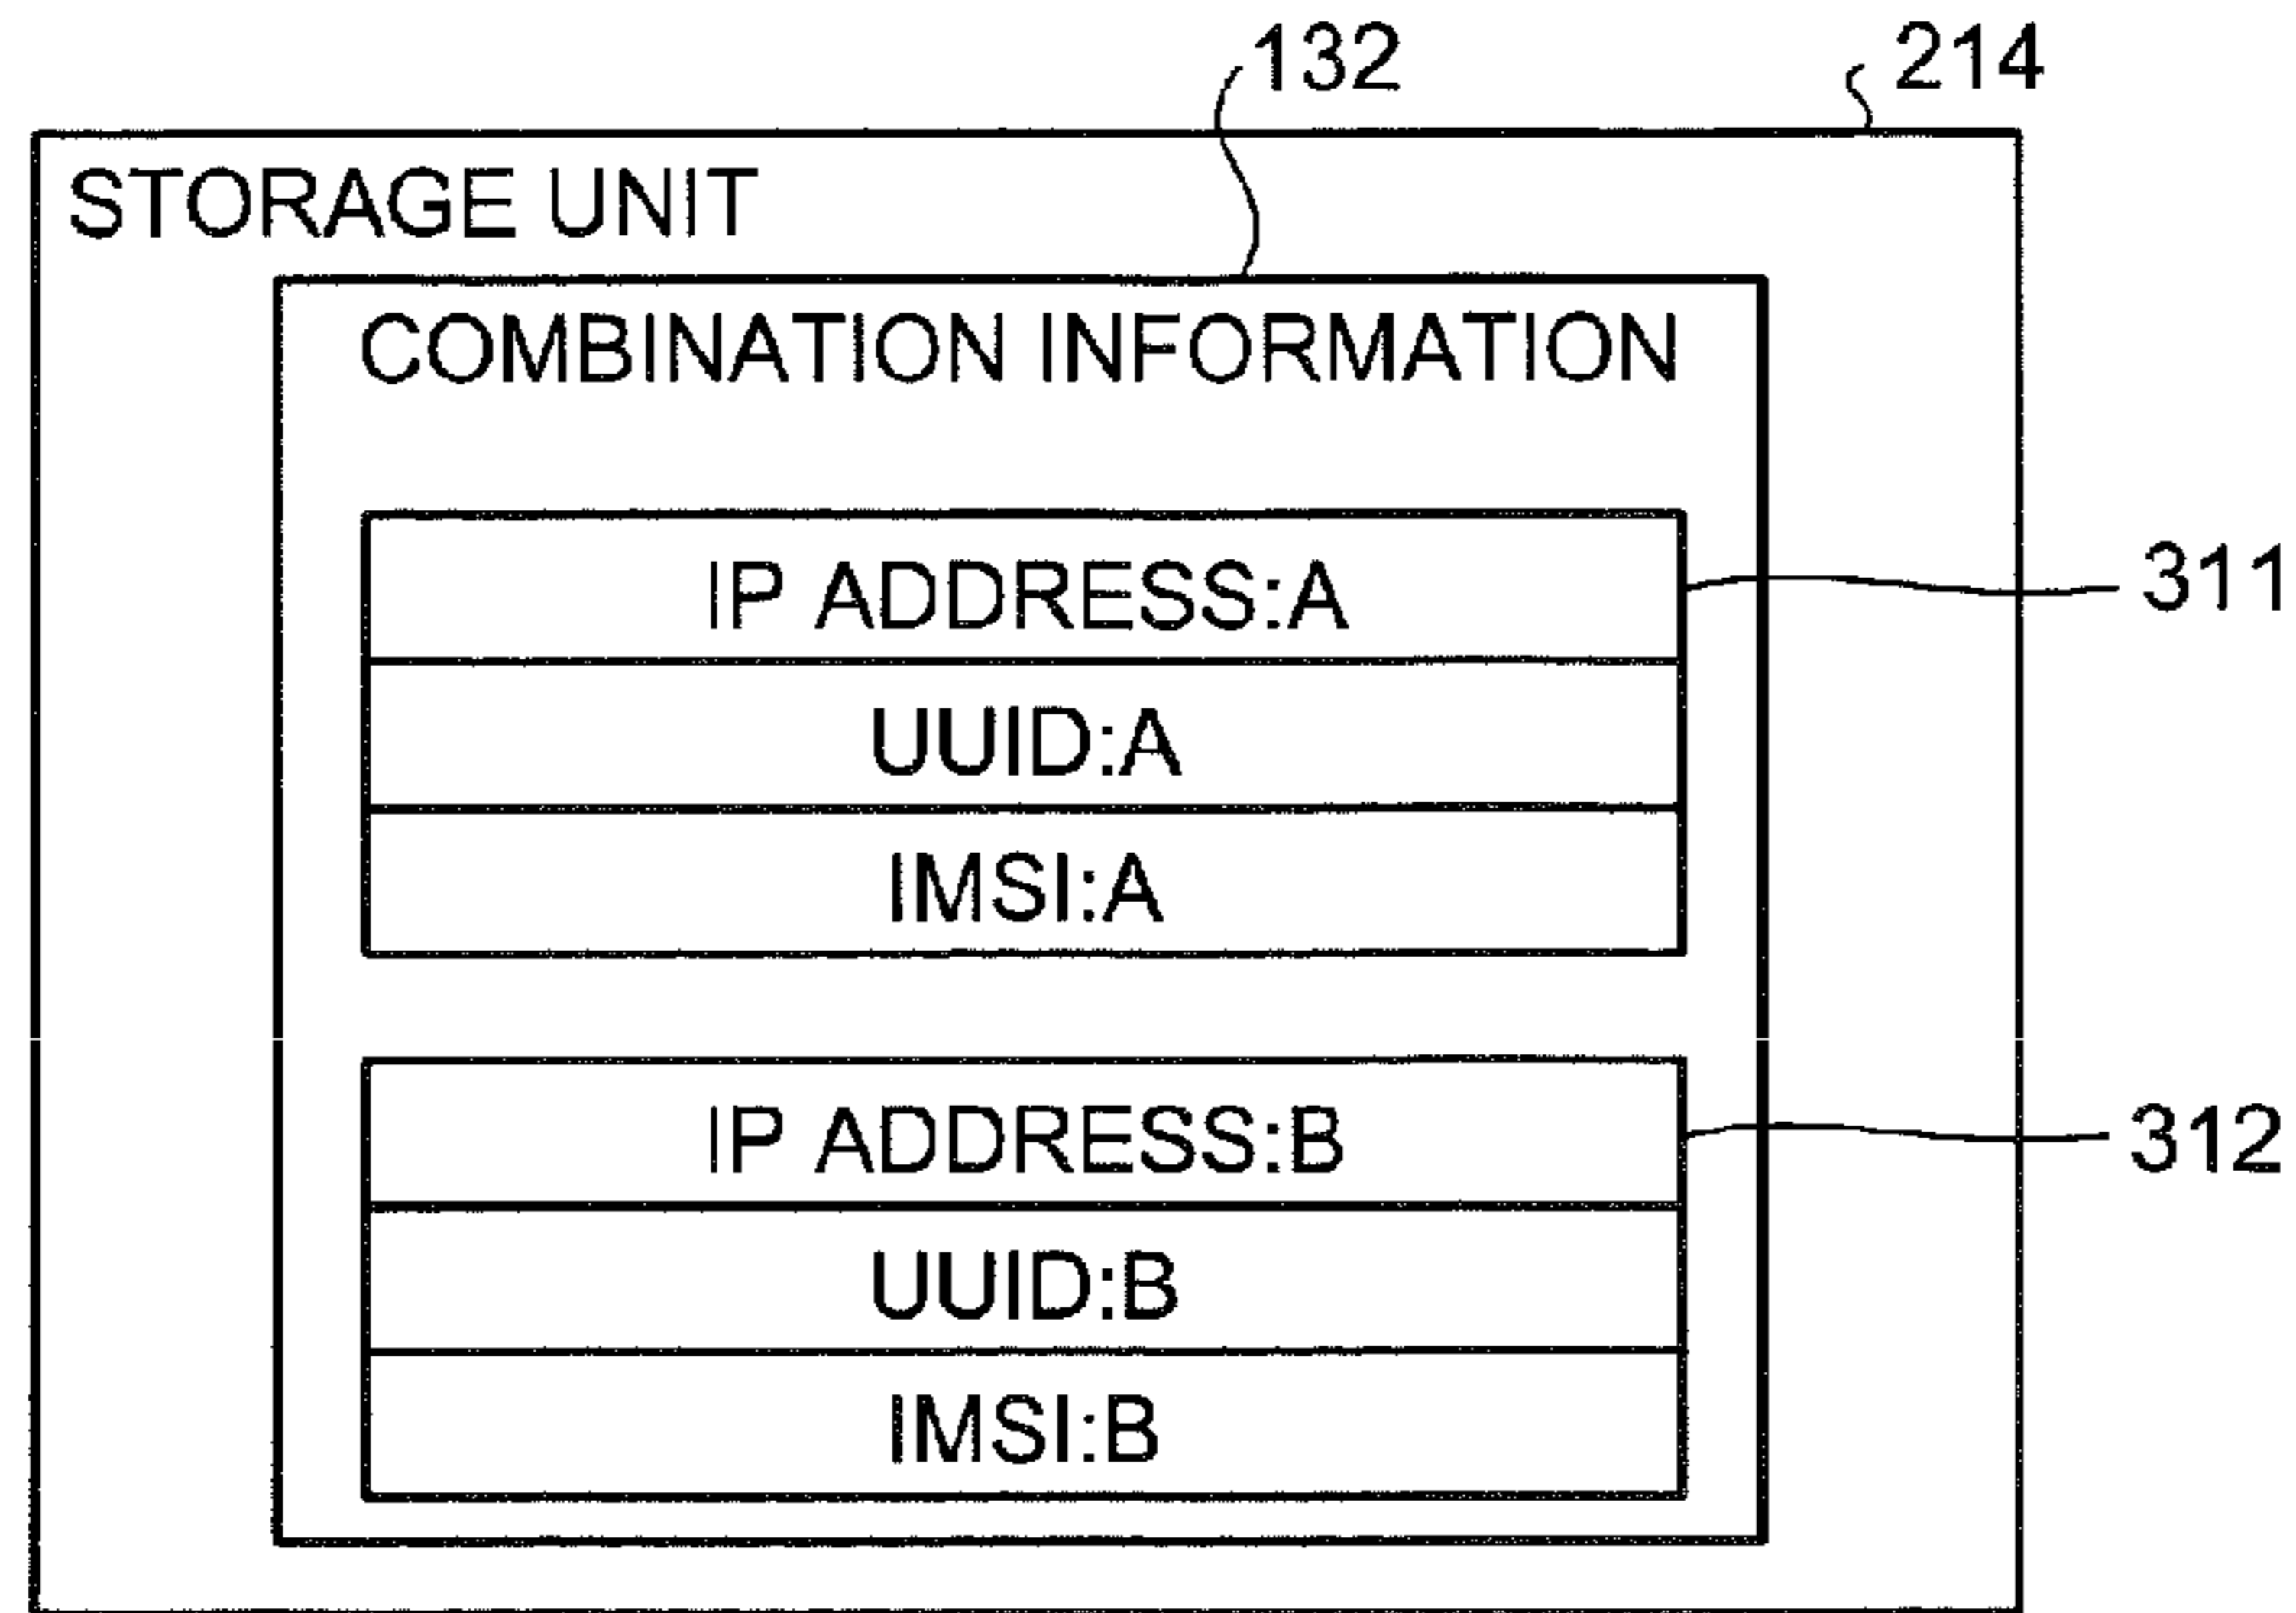 132
214
STORAGE UNIT
COMBINATION INFORMATION
IP ADDRESS:A
311
UUID:A
IMSI:A
IP ADDRESS:B
312
UUID:B
IMSI:B